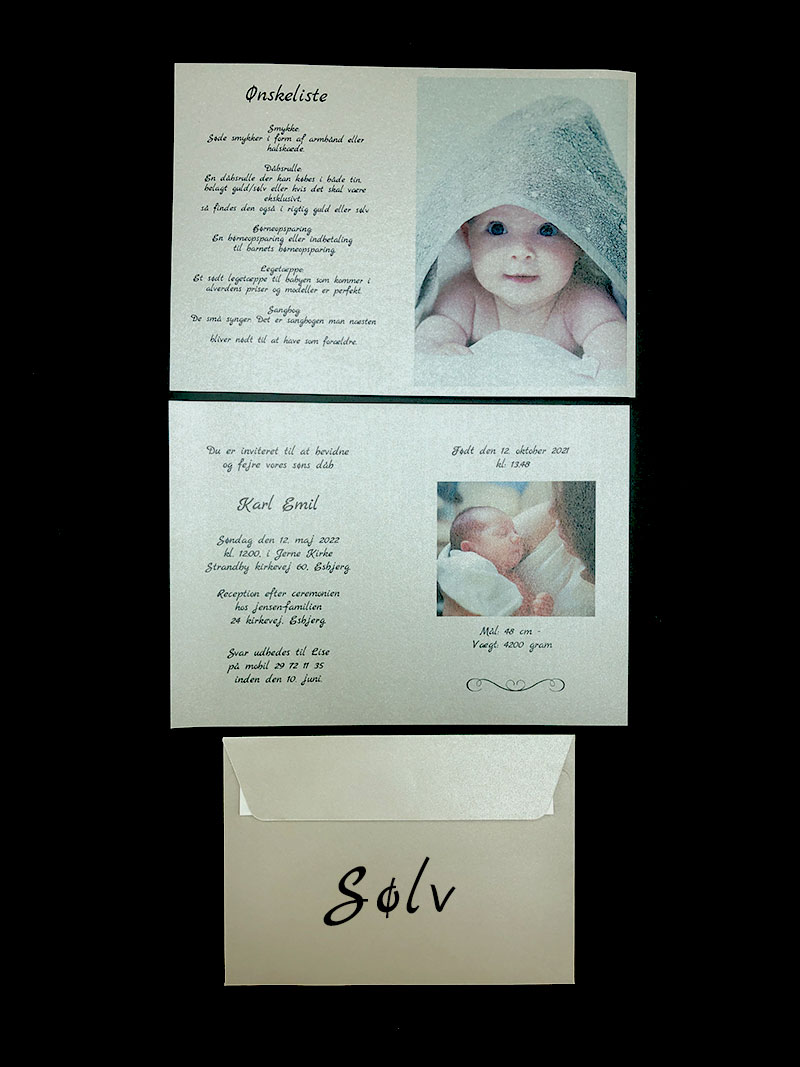 Ønskeliste
Smykke:
Søde smykker i form af armbånd eller
halskæde.
Dåbsrulle:
En dåbsrulle der kan købes i både tin,
belagt guld/sølv eller hvis det skal være
eksklusivt,
så findes den også i rigtig guld eller sølv
Børneopsparing
En børneopsparing eller indbetaling
til barnets børneopsparing.
Legetæppe:
Et sødt legetæppe til babyen som kommer i
alverdens priser og modeller er perfekt.
Sangbog
De små synger. Det er sangbogen man næsten
bliver nødt til at have som forældre.
Du er inviteret til at bevidne
og fejre vores søns dåb
Karl Emil
Søndag den 12. maj 2022
kl. 12.00, i Jerne Kirke
Strandby kirkevej 60, Esbjerg.
Reception efter ceremonien
hos jensen-familien
24 kirkevej, Esbjerg.
Svar udbedes til Lise
på mobil 29 72 11 35
inden den 10. juni.
Født den 12. oktober 2021
kl: 13.48
Mål: 48 cm -
Vægt: 4200 gram
Sølv